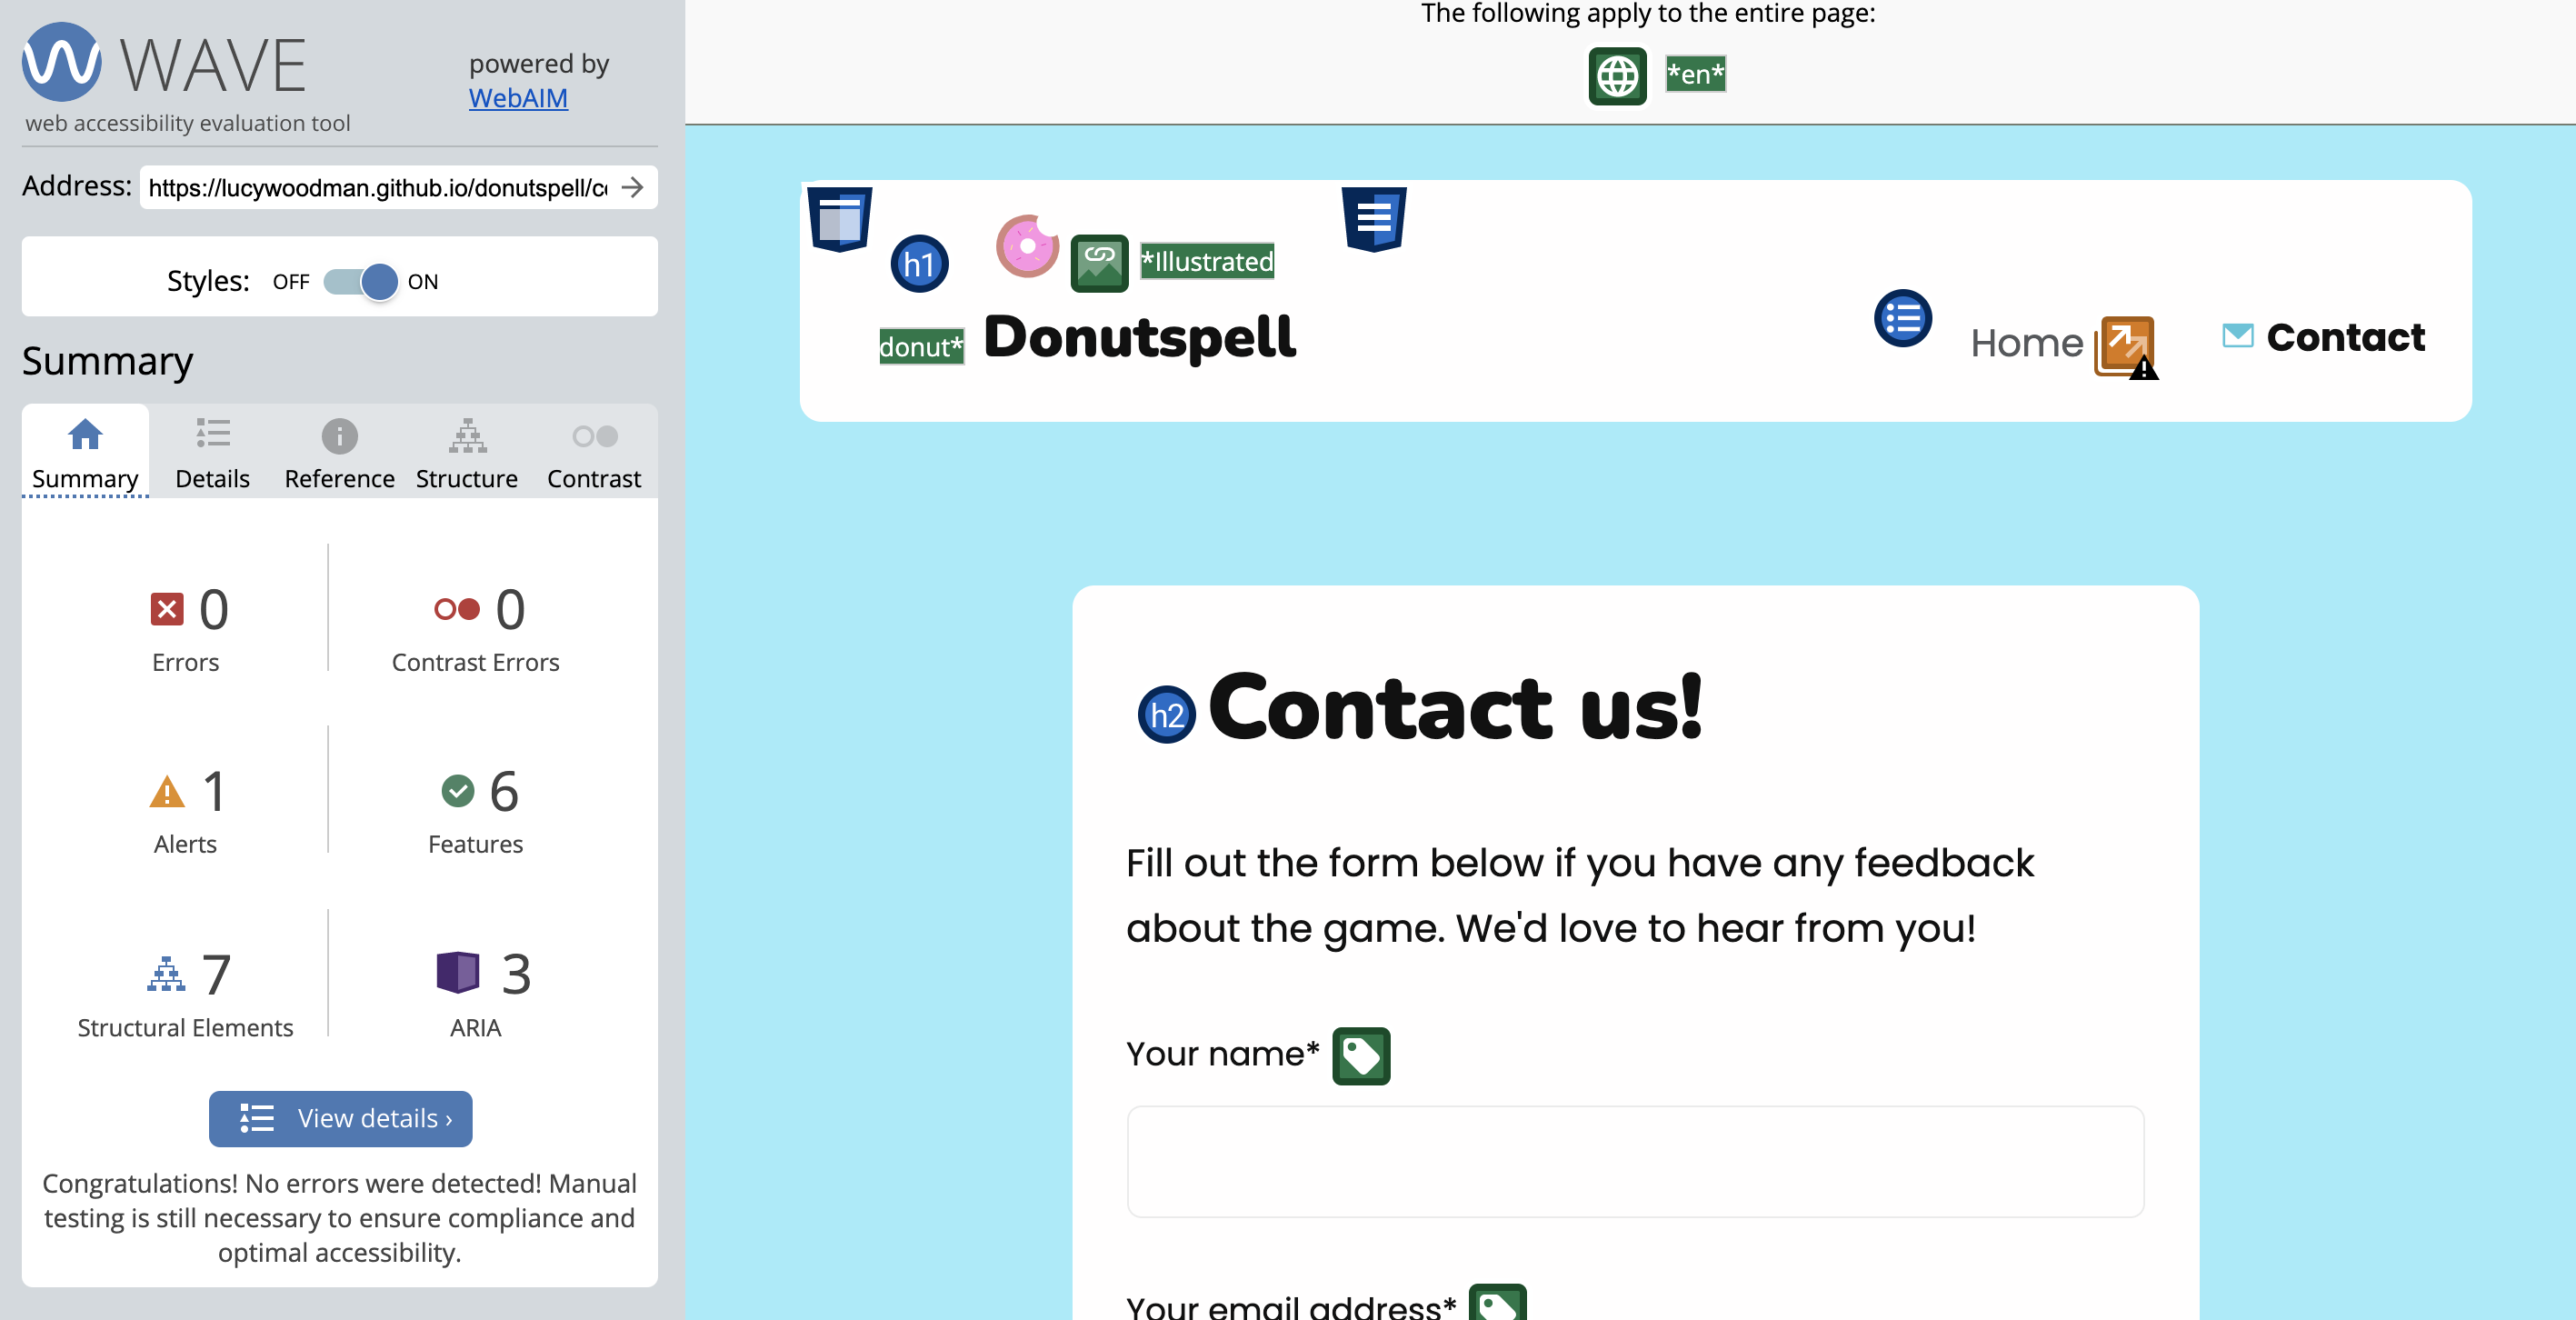 WAVE
powered by
WebAIM
web accessibility evaluation tool
Address: https://lucywoodman.github.io/donutspell/c
Styles: OFF ON
Summary
Summary Details Reference Structure Contrast
0 Errors
0 Contrast Errors
1 Alerts
6 Features
7 Structural Elements
3 ARIA
View details ›
Congratulations! No errors were detected! Manual
testing is still necessary to ensure compliance and
optimal accessibility.
The following apply to the entire page:
*en*
h1 *Illustrated
donut* Donutspell
Home Contact
h2 Contact us!
Fill out the form below if you have any feedback
about the game. We'd love to hear from you!
Your name*
Your email address*